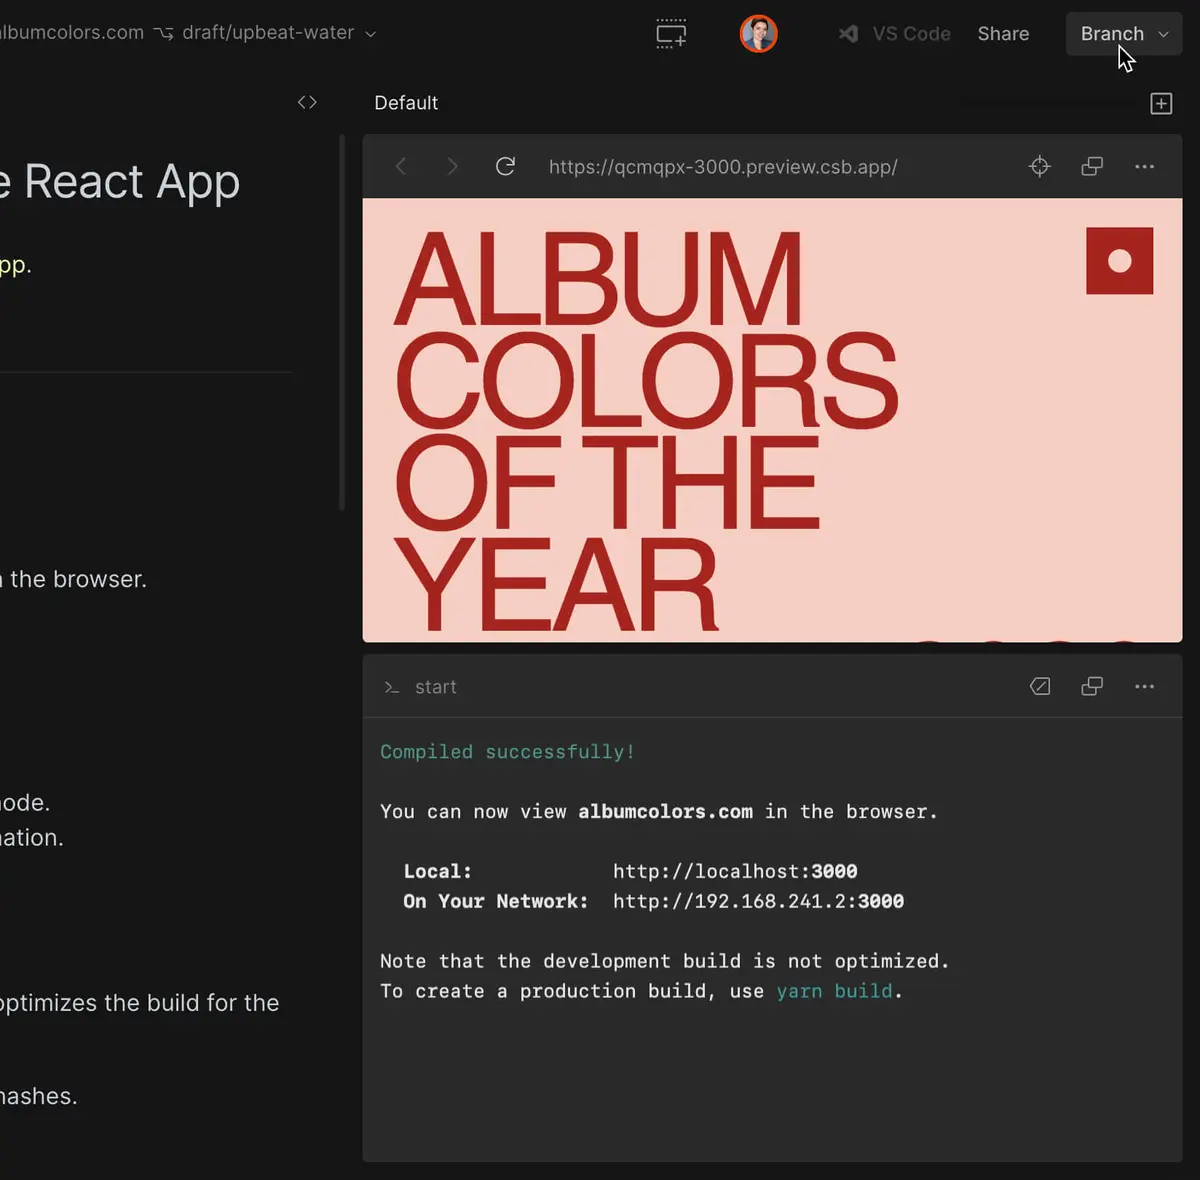 lbumcolors.com draft/upbeat-water
VS Code Share Branch
Default
https://qcmqpx-3000.preview.csb.app/
e React App
pp.
the browser.
ode.
ation.
optimizes the build for the
hashes.
ALBUM
COLORS
OF THE
YEAR
start
Compiled successfully!
You can now view albumcolors.com in the browser.
Local: http://localhost:3000
On Your Network: http://192.168.241.2:3000
Note that the development build is not optimized.
To create a production build, use yarn build.